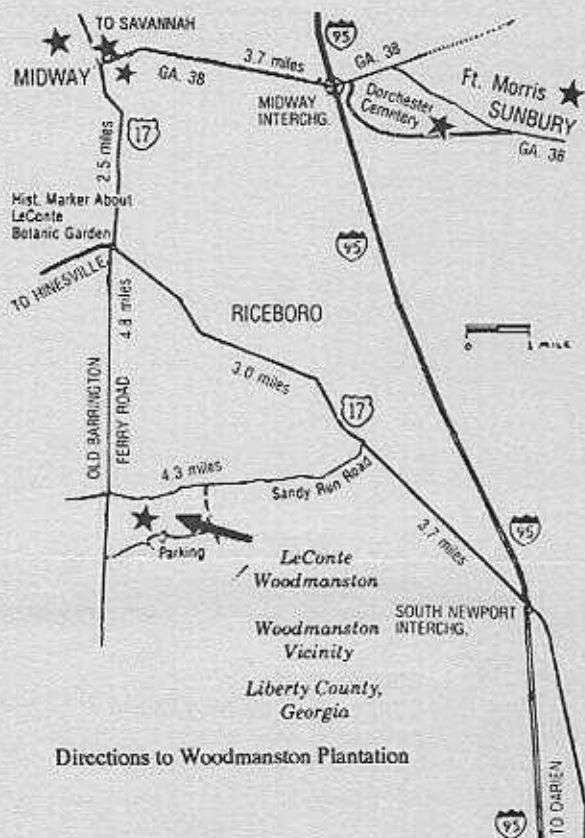 TO SAVANNAH
95
MIDWAY
GA. 38
3.7 miles
GA. 38
MIDWAY
INTERCHG.
Dorchester
Cemetery
Ft. Morris
SUNBURY
GA. 38
17
2.5 miles
Hist. Marker About
LeConte
Botanic Garden
TO HINESVILLE
95
4.8 miles
RICEBORO
0 1 MILE
3.0 miles
OLD BARRINGTON
FERRY ROAD
17
4.3 miles
Sandy Run Road
Parking
3.7 miles
95
LeConte
Woodmanston
SOUTH NEWPORT
INTERCHG.
Woodmanston
Vicinity
Liberty County,
Georgia
Directions to Woodmanston Plantation
TO DARIEN
95